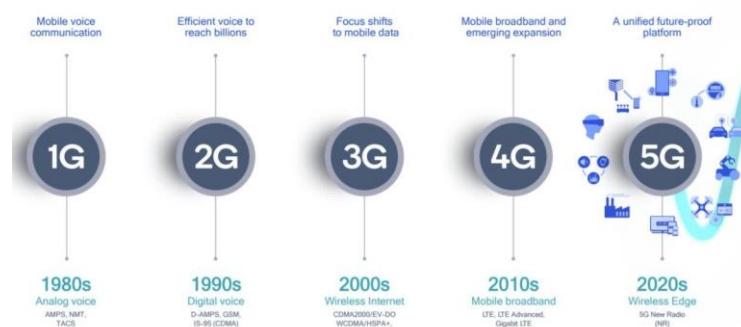 Mobile voice
communication
Efficient voice to
reach billions
Focus shifts
to mobile data
Mobile broadband and
emerging expansion
A unified future-proof
platform
1G
2G
3G
4G
5G
1980s
Analog voice
AMPS, NMT,
TACS
1990s
Digital voice
D-AMPS, GSM,
IS-95 (CDMA)
2000s
Wireless Internet
CDMA2000/EV-DO
WCDMA/HSPA+,
2010s
Mobile broadband
LTE, LTE Advanced,
Gigabit LTE
2020s
Wireless Edge
5G New Radio
(NR)